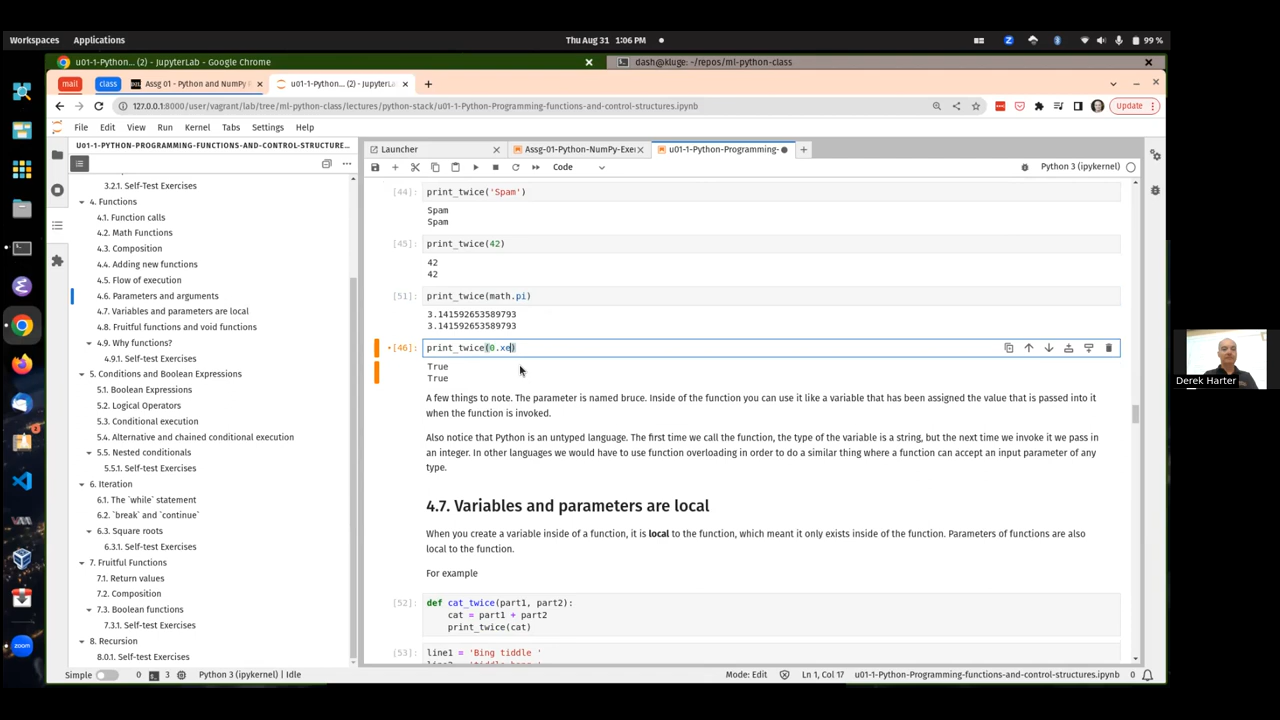 Workspaces Applications Thu Aug 31 1:06 PM 99 %
u01-1-Python... (2) - JupyterLab - Google Chrome
dash@kluge: ~/repos/ml-python-class
mail class Assg 01 - Python and NumPy u01-1-Python... (2) - JupyterL
127.0.0.1:8000/user/vagrant/lab/tree/ml-python-class/lectures/python-stack/u01-1-Python-Programming-functions-and-control-structures.ipynb
Update
File Edit View Run Kernel Tabs Settings Help
U01-1-PYTHON-PROGRAMMING-FUNCTIONS-AND-CONTROL-STRUCTURE...
3.2.1. Self-Test Exercises
4. Functions
4.1. Function calls
4.2. Math Functions
4.3. Composition
4.4. Adding new functions
4.5. Flow of execution
4.6. Parameters and arguments
4.7. Variables and parameters are local
4.8. Fruitful functions and void functions
4.9. Why functions?
4.9.1. Self-Test Exercises
5. Conditions and Boolean Expressions
5.1. Boolean Expressions
5.2. Logical Operators
5.3. Conditional execution
5.4. Alternative and chained conditional execution
5.5. Nested conditionals
5.5.1. Self-Test Exercises
6. Iteration
6.1. The `while` statement
6.2. `break` and `continue`
6.3. Square roots
6.3.1. Self-test Exercises
7. Fruitful Functions
7.1. Return values
7.2. Composition
7.3. Boolean functions
7.3.1. Self-Test Exercises
8. Recursion
8.0.1. Self-Test Exercises
Launcher Assg-01-Python-NumPy-Exer u01-1-Python-Programming-
Code Python 3 (ipykernel)
[44]: print_twice('Spam')
Spam
Spam
[45]: print_twice(42)
42
42
[51]: print_twice(math.pi)
3.141592653589793
3.141592653589793
[46]: print_twice(0.xe)
True
True
A few things to note. The parameter is named bruce. Inside of the function you can use it like a variable that has been assigned the value that is passed into it
when the function is invoked.
Also notice that Python is an untyped language. The first time we call the function, the type of the variable is a string, but the next time we invoke it we pass in
an integer. In other languages we would have to use function overloading in order to do a similar thing where a function can accept an input parameter of any
type.
4.7. Variables and parameters are local
When you create a variable inside of a function, it is local to the function, which meant it only exists inside of the function. Parameters of functions are also
local to the function.
For example
[52]: def cat_twice(part1, part2):
cat = part1 + part2
print_twice(cat)
[53]: line1 = 'Bing tiddle '
Derek Harter
Simple 0 3 Python 3 (ipykernel) | Idle Mode: Edit Ln 1, Col 17 u01-1-Python-Programming-functions-and-control-structures.ipynb 0